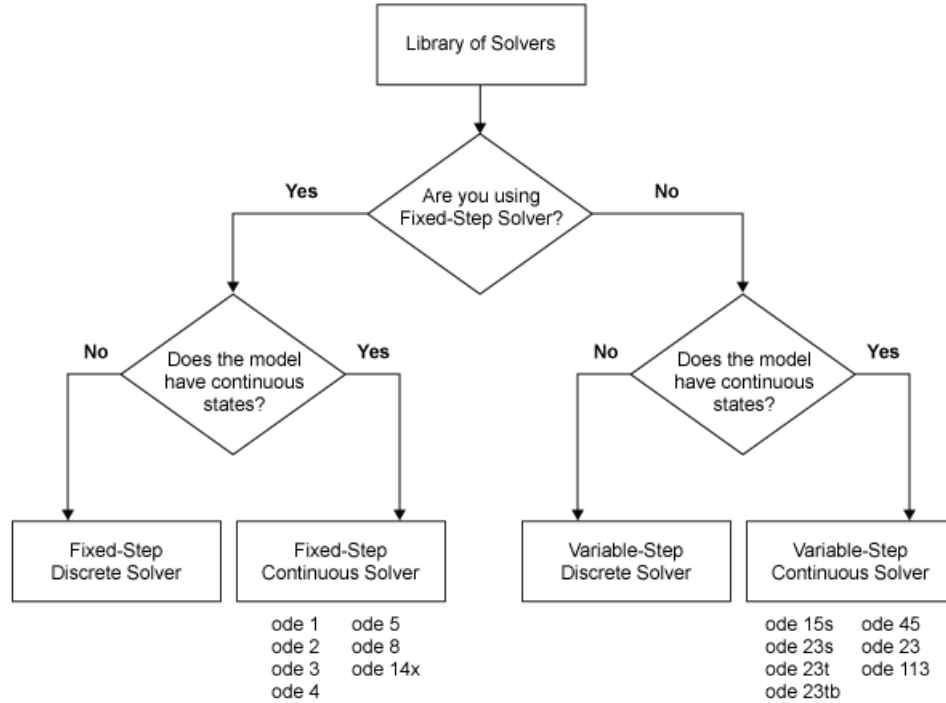 Library of Solvers
Yes
Are you using
Fixed-Step Solver?
No
No
Does the model
have continuous
states?
Yes
No
Does the model
have continuous
states?
Yes
Fixed-Step
Discrete Solver
Fixed-Step
Continuous Solver
Variable-Step
Discrete Solver
Variable-Step
Continuous Solver
ode 1 ode 5
ode 2 ode 8
ode 3 ode 14x
ode 4
ode 15s ode 45
ode 23s ode 23
ode 23t ode 113
ode 23tb